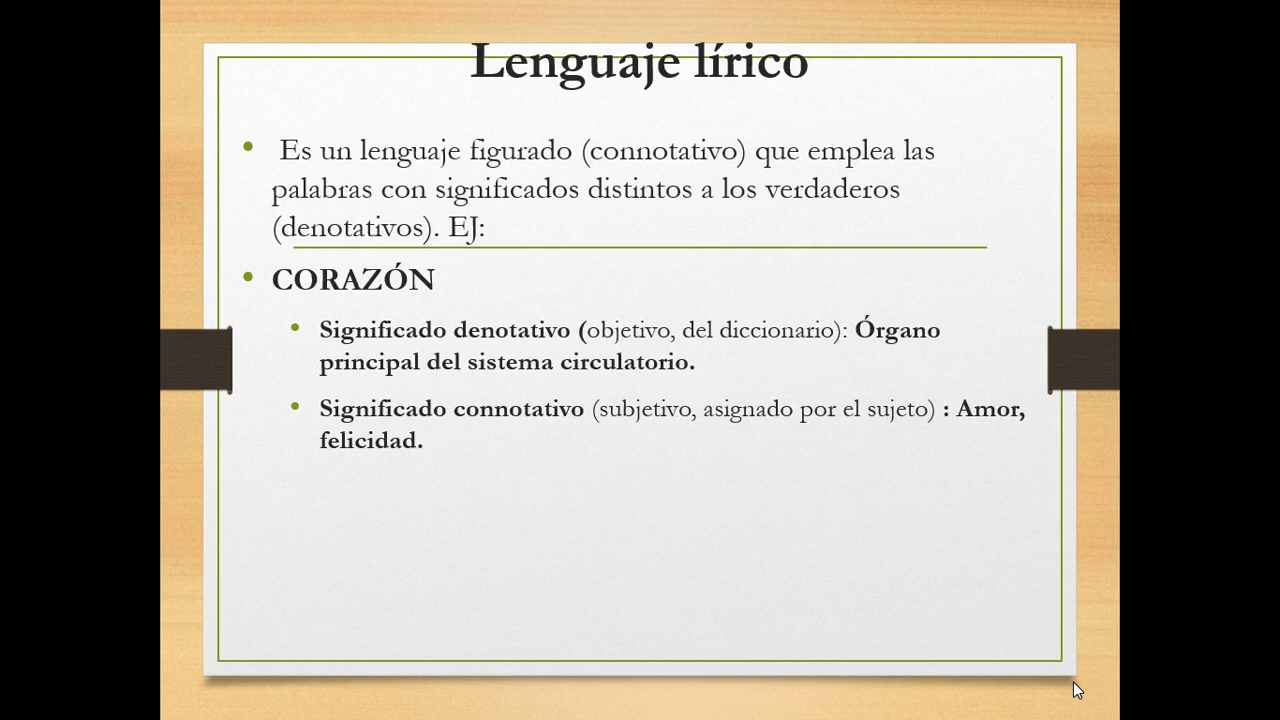 Lenguaje lírico
• Es un lenguaje figurado (connotativo) que emplea las
palabras con significados distintos a los verdaderos
(denotativos). EJ:
• CORAZÓN
• Significado denotativo (objetivo, del diccionario): Órgano
principal del sistema circulatorio.
• Significado connotativo (subjetivo, asignado por el sujeto) : Amor,
felicidad.